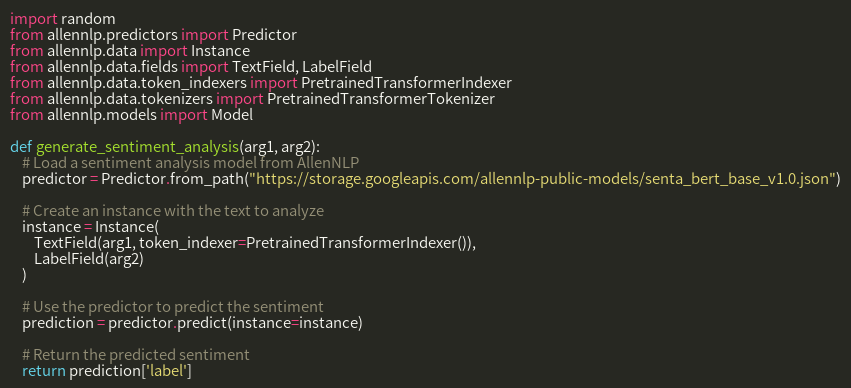 import random
from allennlp.predictors import Predictor
from allennlp.data import Instance
from allennlp.data.fields import TextField, LabelField
from allennlp.data.token_indexers import PretrainedTransformerIndexer
from allennlp.data.tokenizers import PretrainedTransformerTokenizer
from allennlp.models import Model

def generate_sentiment_analysis(arg1, arg2):
    # Load a sentiment analysis model from AllenNLP
    predictor = Predictor.from_path("https://storage.googleapis.com/allennlp-public-models/senta_bert_base_v1.0.json")

    # Create an instance with the text to analyze
    instance = Instance(
        TextField(arg1, token_indexer=PretrainedTransformerIndexer()),
        LabelField(arg2)
    )

    # Use the predictor to predict the sentiment
    prediction = predictor.predict(instance=instance)

    # Return the predicted sentiment
    return prediction['label']